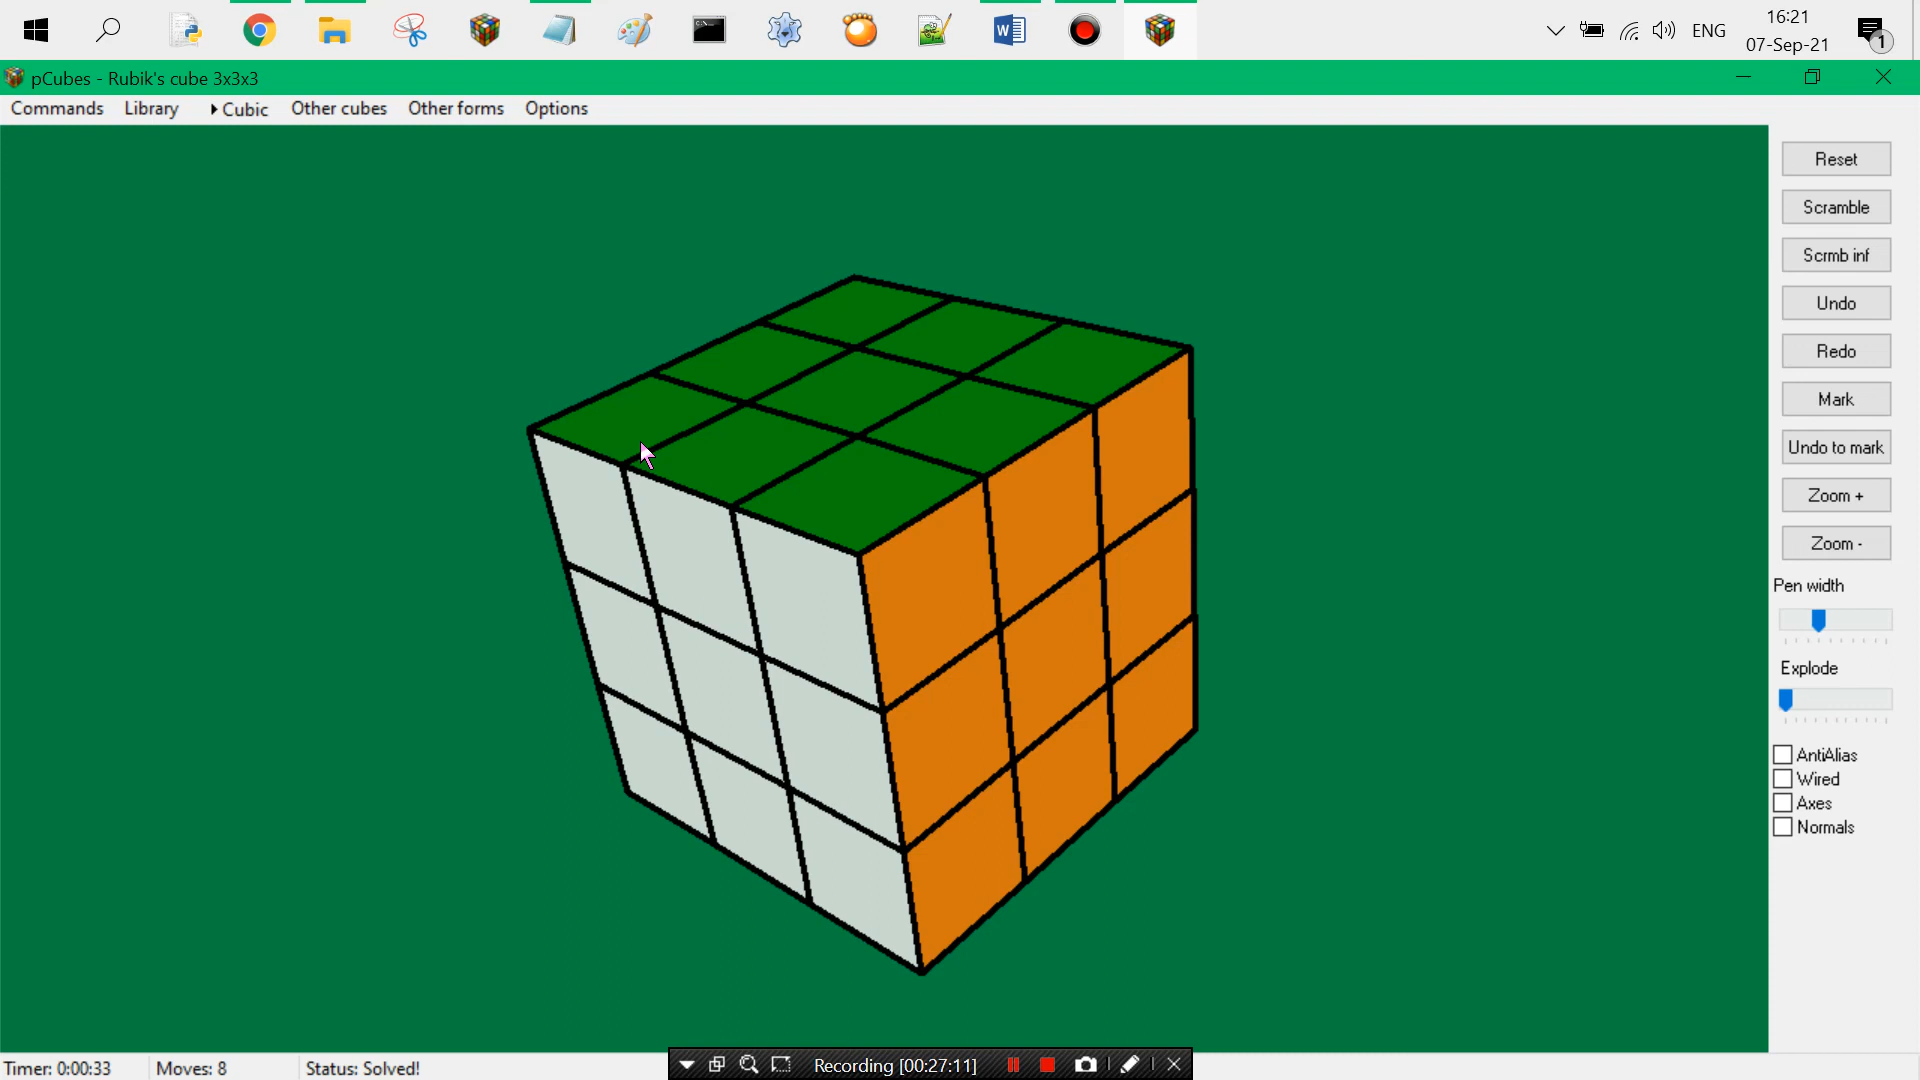 ENG
16:21
07-Sep-21
1
pCubes - Rubik's cube 3x3x3
Commands Library Cubic Other cubes Other forms Options
Reset
Scramble
Scrmb inf
Undo
Redo
Mark
Undo to mark
Zoom +
Zoom -
Pen width
Explode
AntiAlias
Wired
Axes
Normals
Timer: 0:00:33 Moves: 8 Status: Solved!
Recording [00:27:11]